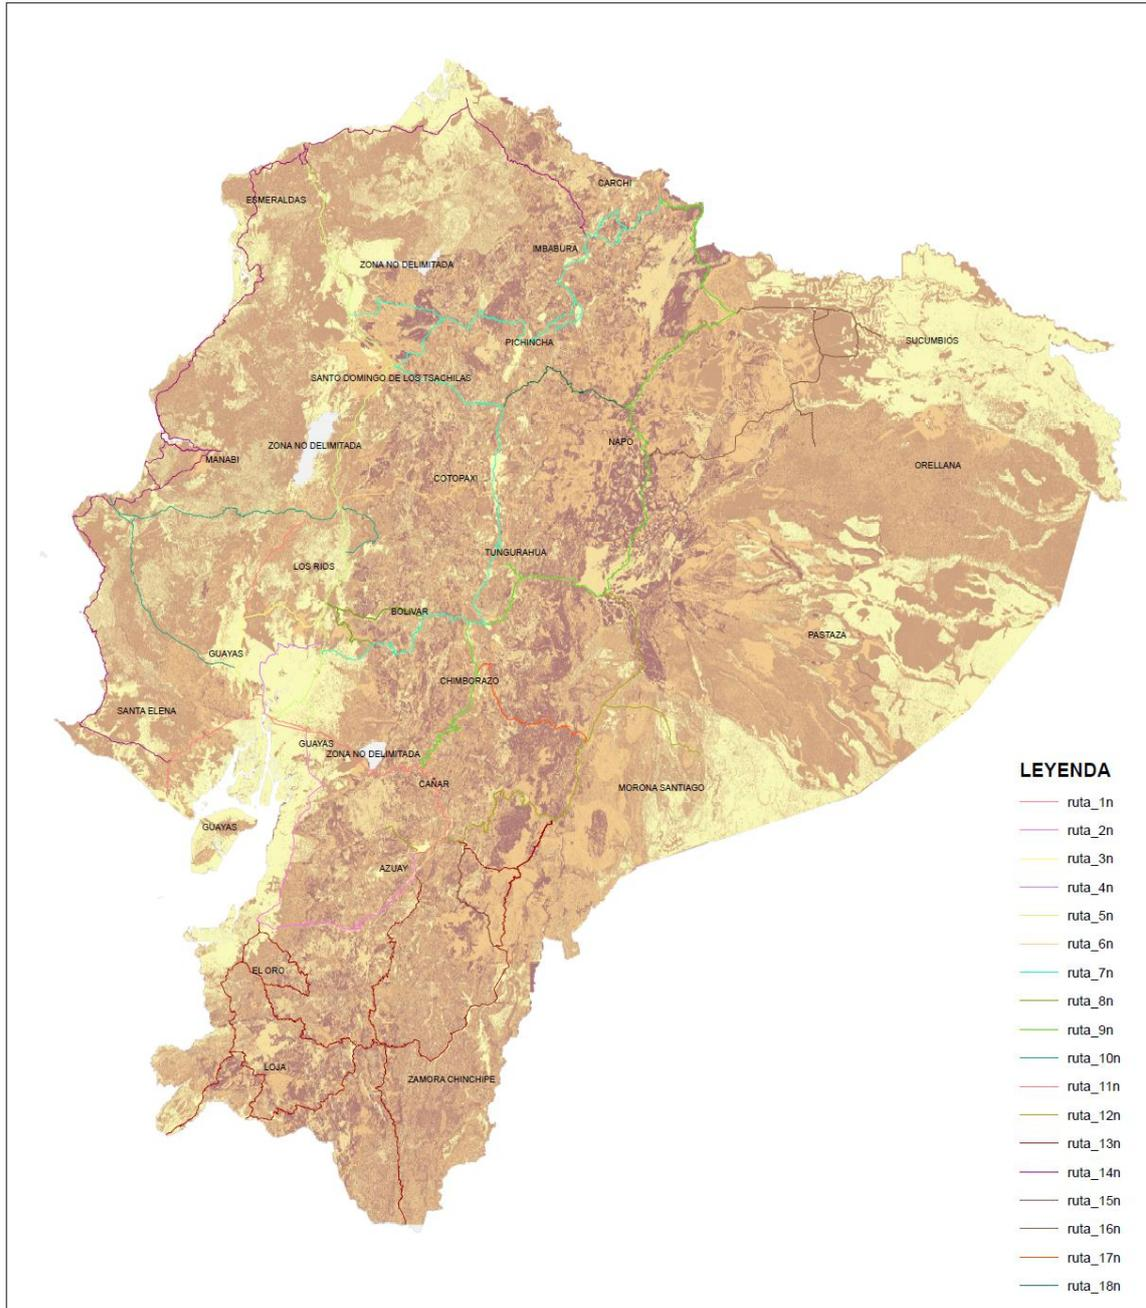 CARCHI
ESMERALDAS
IMBABURA
ZONA NO DELIMITADA
PICHINCHA
SUCUMBIOS
SANTO DOMINGO DE LOS TSACHILAS
NAPO
ZONA NO DELIMITADA
MANABI
ORELLANA
COTOPAXI
TUNGURAHUA
LOS RIOS
BOLIVAR
PASTAZA
GUAYAS
CHIMBORAZO
SANTA ELENA
GUAYAS
ZONA NO DELIMITADA
CAÑAR
MORONA SANTIAGO
GUAYAS
AZUAY
EL ORO
LOJA
ZAMORA CHINCHIPE
LEYENDA
ruta_1n
ruta_2n
ruta_3n
ruta_4n
ruta_5n
ruta_6n
ruta_7n
ruta_8n
ruta_9n
ruta_10n
ruta_11n
ruta_12n
ruta_13n
ruta_14n
ruta_15n
ruta_16n
ruta_17n
ruta_18n